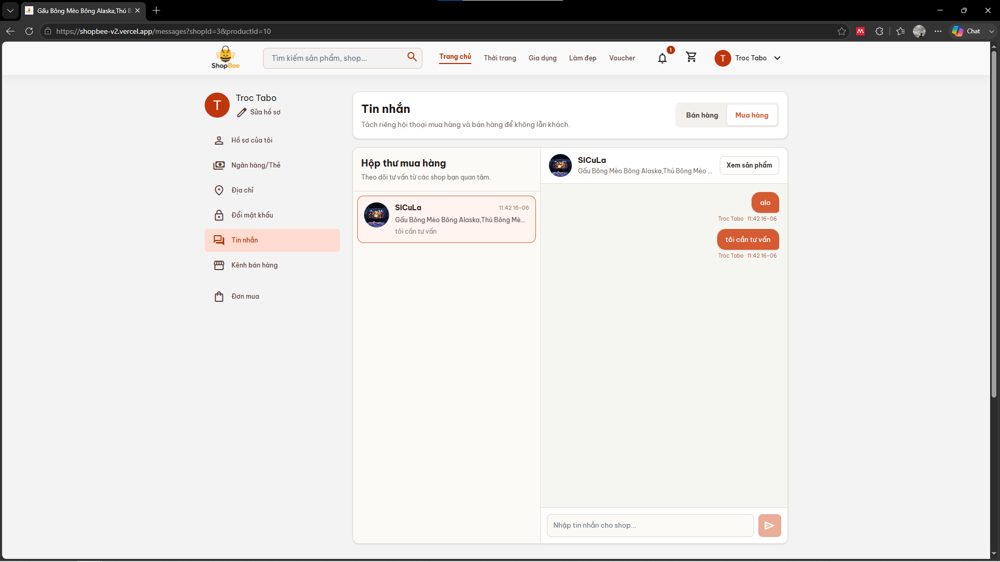 Gấu Bông Mèo Bông Alaska,Thú B
https://shopbee-v2.vercel.app/messages?shopId=3&productId=10
Chat
ShopBee
Tìm kiếm sản phẩm, shop...
Trang chủ
Thời trang
Gia dụng
Làm đẹp
Voucher
1
T
Troc Tabo
T
Troc Tabo
Sửa hồ sơ
Hồ sơ của tôi
Ngân hàng/Thẻ
Địa chỉ
Đổi mật khẩu
Tin nhắn
Kênh bán hàng
Đơn mua
Tin nhắn
Tách riêng hội thoại mua hàng và bán hàng để không lẫn khách.
Bán hàng
Mua hàng
Hộp thư mua hàng
Theo dõi tư vấn từ các shop bạn quan tâm.
SiCuLa
11:42 16-06
Gấu Bông Mèo Bông Alaska,Thú Bông Mè...
tôi cần tư vấn
SiCuLa
Gấu Bông Mèo Bông Alaska,Thú Bông Mèo ...
Xem sản phẩm
alo
Troc Tabo · 11:42 16-06
tôi cần tư vấn
Troc Tabo · 11:42 16-06
Nhập tin nhắn cho shop...